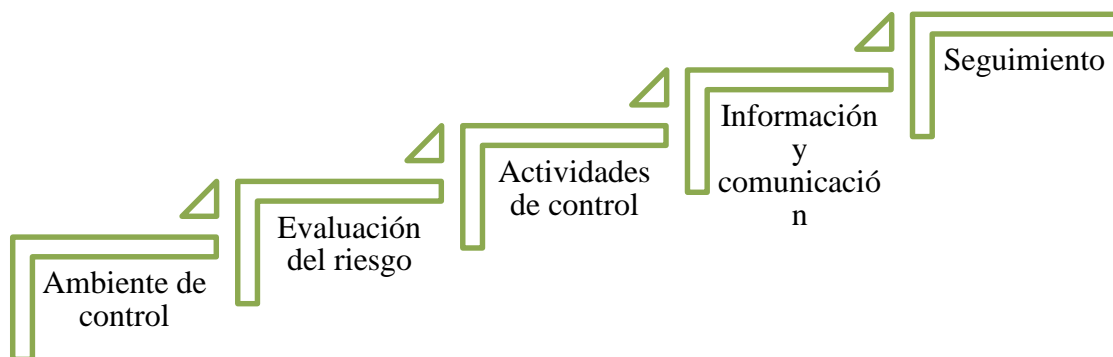 Ambiente de
control
Evaluación
del riesgo
Actividades
de control
Información
y
comunicació
n
Seguimiento